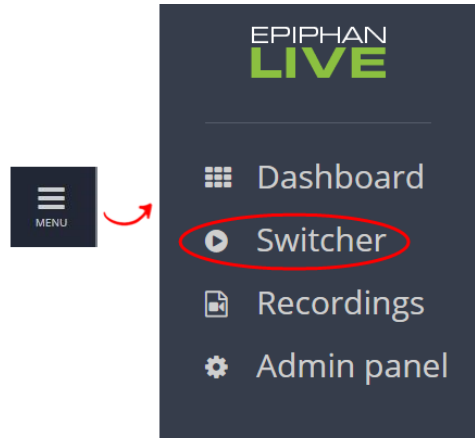 EPIPHAN
LIVE
MENU
Dashboard
Switcher
Recordings
Admin panel